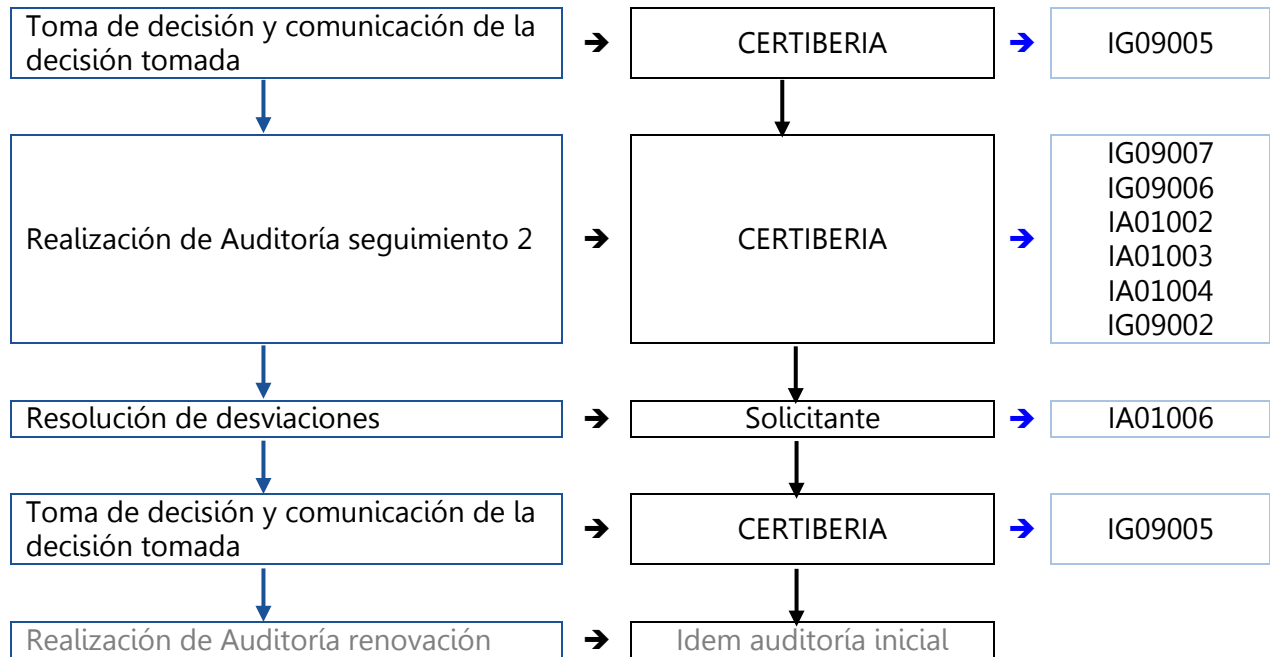 Toma de decisión y comunicación de la
decisión tomada
➔
CERTIBERIA
➔
IG09005
Realización de Auditoría seguimiento 2
➔
CERTIBERIA
➔
IG09007
IG09006
IA01002
IA01003
IA01004
IG09002
Resolución de desviaciones
➔
Solicitante
➔
IA01006
Toma de decisión y comunicación de la
decisión tomada
➔
CERTIBERIA
➔
IG09005
Realización de Auditoría renovación
➔
Idem auditoría inicial